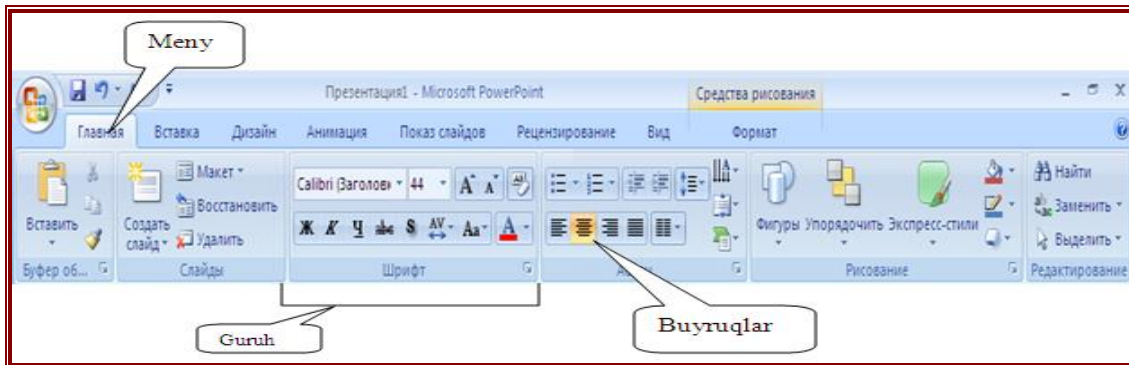 Meny
Презентация1 - Microsoft PowerPoint
Средства рисования
Главная Вставка Дизайн Анимация Показ слайдов Рецензирование Вид Формат
Вставить
Создать слайд
Макет
Восстановить
Удалить
Calibri (Заголовк 44
Ж К Ч abc S AV Aa А
Фигуры Упорядочить Экспресс-стили
Найти
Заменить
Выделить
Буфер об... Слайды Шрифт Рисование Редактирование
Guruh
Buyruqlar